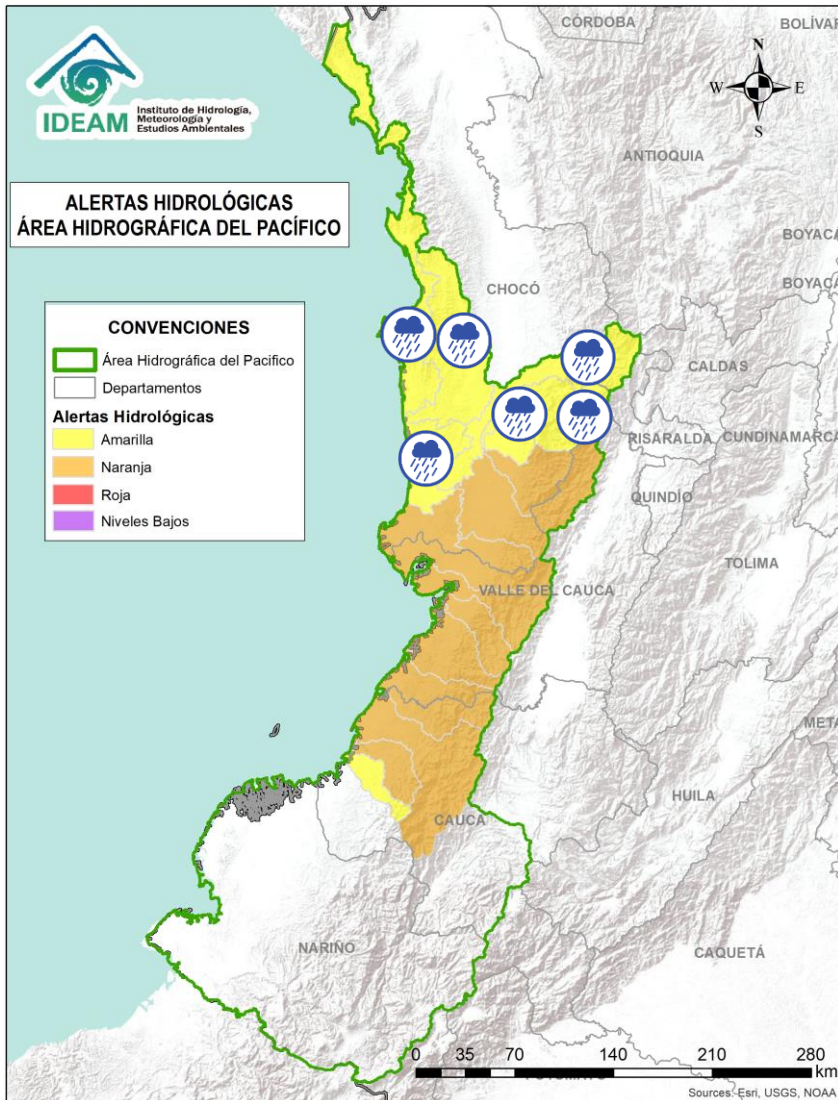 IDEAM
Instituto de Hidrología,
Meteorología y
Estudios Ambientales
ALERTAS HIDROLÓGICAS
ÁREA HIDROGRÁFICA DEL PACÍFICO
CONVENCIONES
Área Hidrográfica del Pacifico
Departamentos
Alertas Hidrológicas
Amarilla
Naranja
Roja
Niveles Bajos
N
W
E
S
CÓRDOBA
BOLÍVAR
ANTIOQUIA
BOYACÁ
CHOCÓ
BOYACÁ
CALDAS
RISARALDA
CUNDINAMARCA
QUINDÍO
TOLIMA
VALLE DEL CAUCA
META
HUILA
CAUCA
NARIÑO
CAQUETÁ
0 35 70 140 210 280
km
Sources: Esri, USGS, NOAA